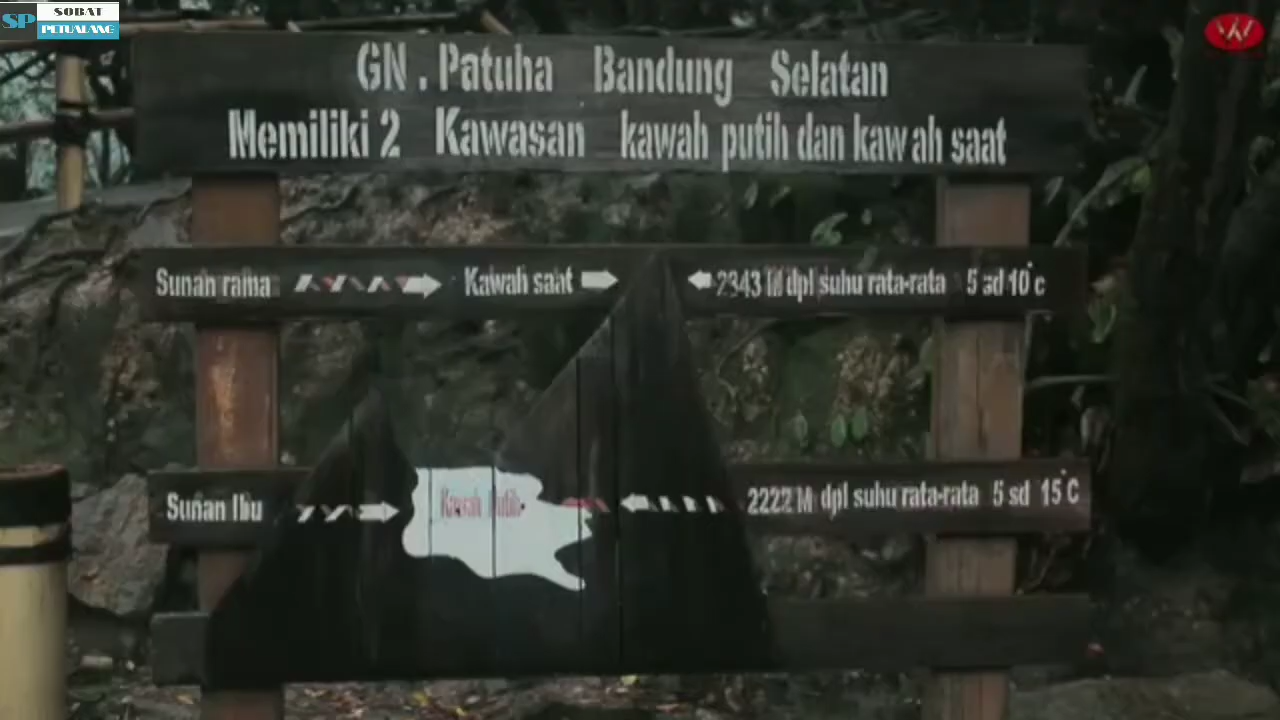 SP SOBAT PETUALANG
W
GN . Patuha Bandung Selatan
Memiliki 2 Kawasan kawah putih dan kawah saat
Sunan rama Kawah saat 2343 M dpl suhu rata-rata 5 sd 10°c
Sunan Ibu Kawah Putih 2222 M dpl suhu rata-rata 5 sd 15°C